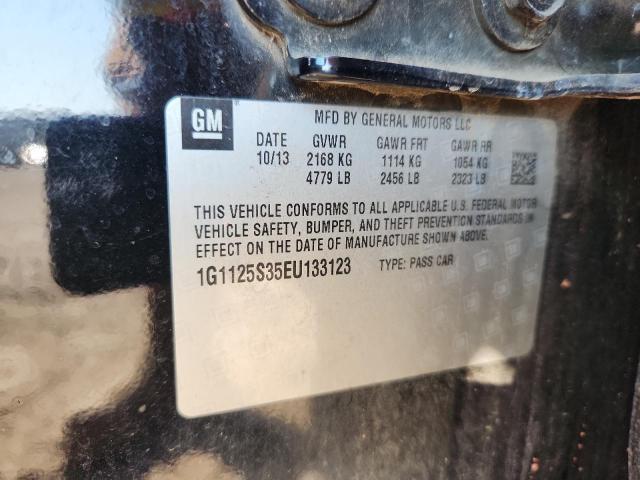 GM
MFD BY GENERAL MOTORS LLC
DATE GVWR GAWR FRT GAWR RR
10/13 2168 KG 1114 KG 1054 KG
4779 LB 2456 LB 2323 LB
THIS VEHICLE CONFORMS TO ALL APPLICABLE U.S. FEDERAL MOTOR
VEHICLE SAFETY, BUMPER, AND THEFT PREVENTION STANDARDS IN
EFFECT ON THE DATE OF MANUFACTURE SHOWN ABOVE.
1G1125S35EU133123 TYPE: PASS CAR